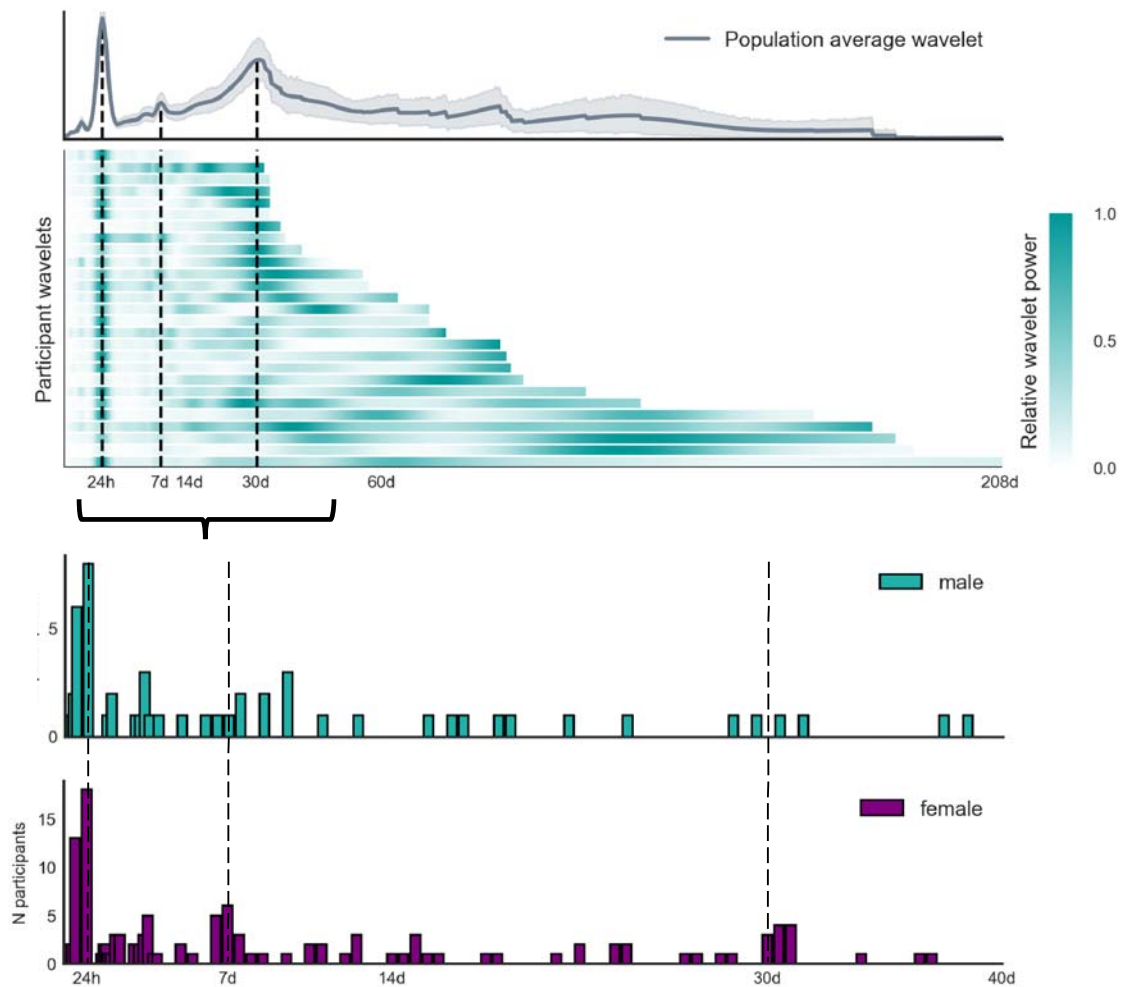 Population average wavelet
Participant wavelets
Relative wavelet power
1.0
0.5
0.0
24h 7d 14d 30d 60d 208d
male
5
0
female
N participants
15
10
5
0
24h 7d 14d 30d 40d